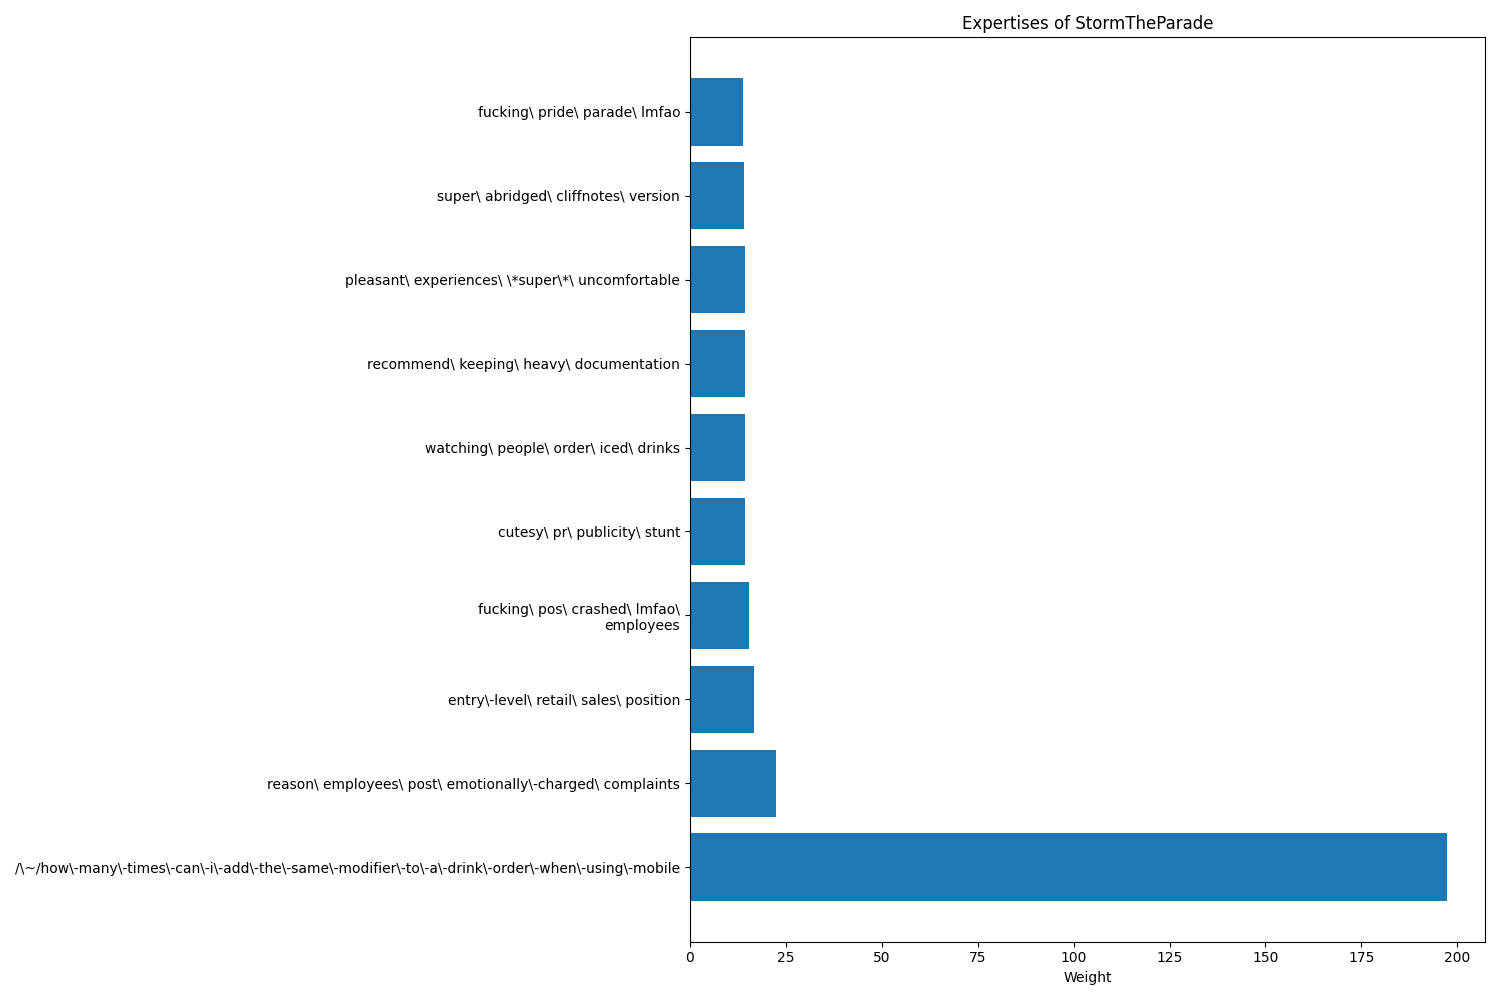 Expertises of StormTheParade
fucking\ pride\ parade\ lmfao
super\ abridged\ cliffnotes\ version
pleasant\ experiences\ \*super\*\ uncomfortable
recommend\ keeping\ heavy\ documentation
watching\ people\ order\ iced\ drinks
cutesy\ pr\ publicity\ stunt
fucking\ pos\ crashed\ lmfao\
employees
entry\-level\ retail\ sales\ position
reason\ employees\ post\ emotionally\-charged\ complaints
/\~/how\-many\-times\-can\-i\-add\-the\-same\-modifier\-to\-a\-drink\-order\-when\-using\-mobile
0 25 50 75 100 125 150 175 200
Weight